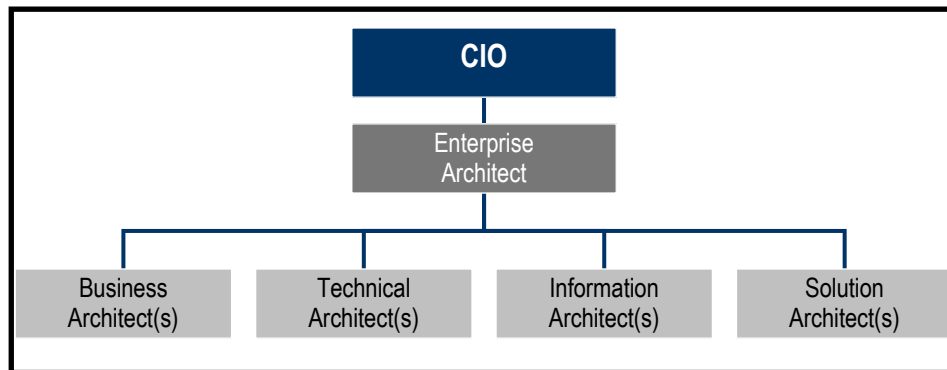 CIO
Enterprise
Architect
Business
Architect(s)
Technical
Architect(s)
Information
Architect(s)
Solution
Architect(s)